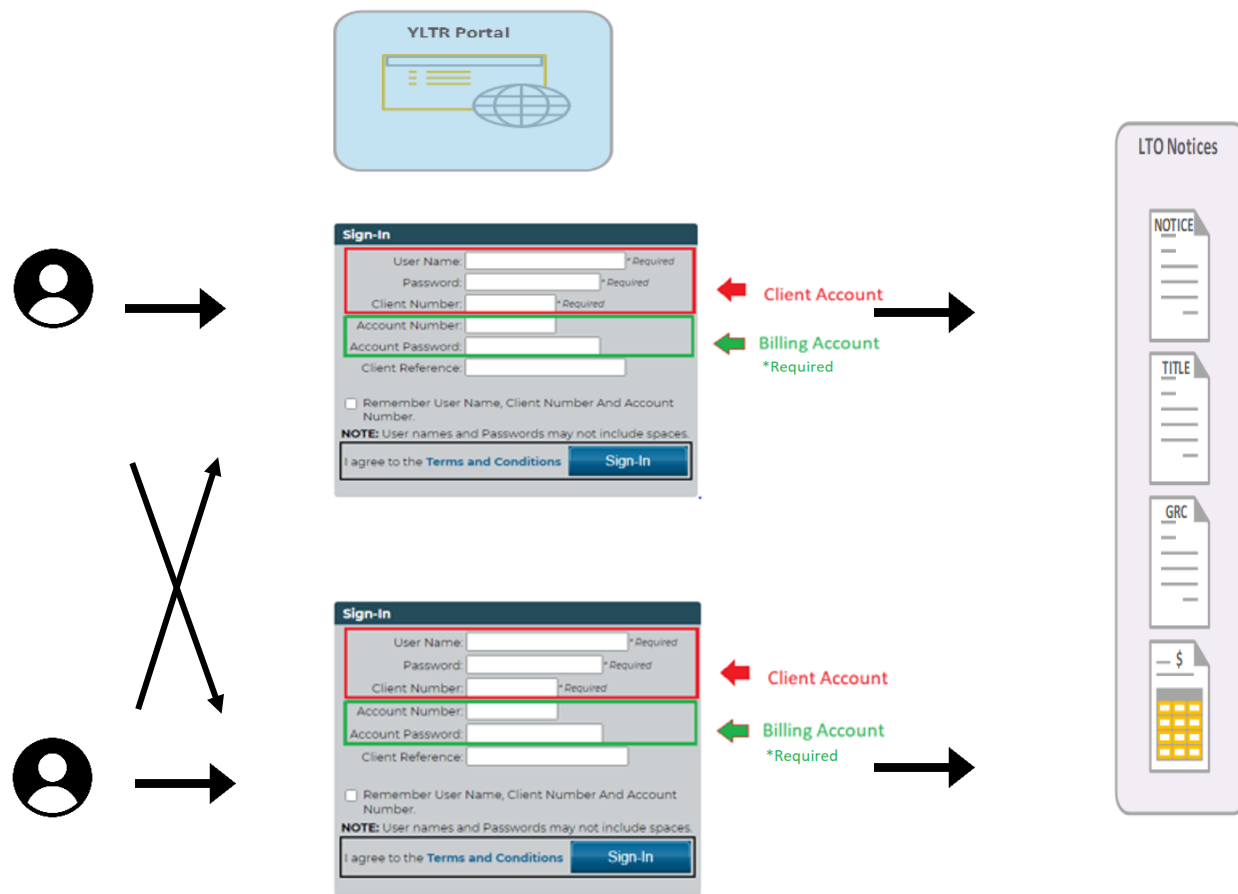 YLTR Portal
LTO Notices
Sign-In
User Name: * Required
Password: * Required
Client Number: * Required
Account Number:
Account Password:
Client Reference:
Remember User Name, Client Number And Account
Number.
NOTE: User names and Passwords may not include spaces.
I agree to the Terms and Conditions Sign-In
Client Account
Billing Account
*Required
NOTICE
TITLE
GRC
$
Sign-In
User Name: * Required
Password: * Required
Client Number: * Required
Account Number:
Account Password:
Client Reference:
Remember User Name, Client Number And Account
Number.
NOTE: User names and Passwords may not include spaces.
I agree to the Terms and Conditions Sign-In
Client Account
Billing Account
*Required